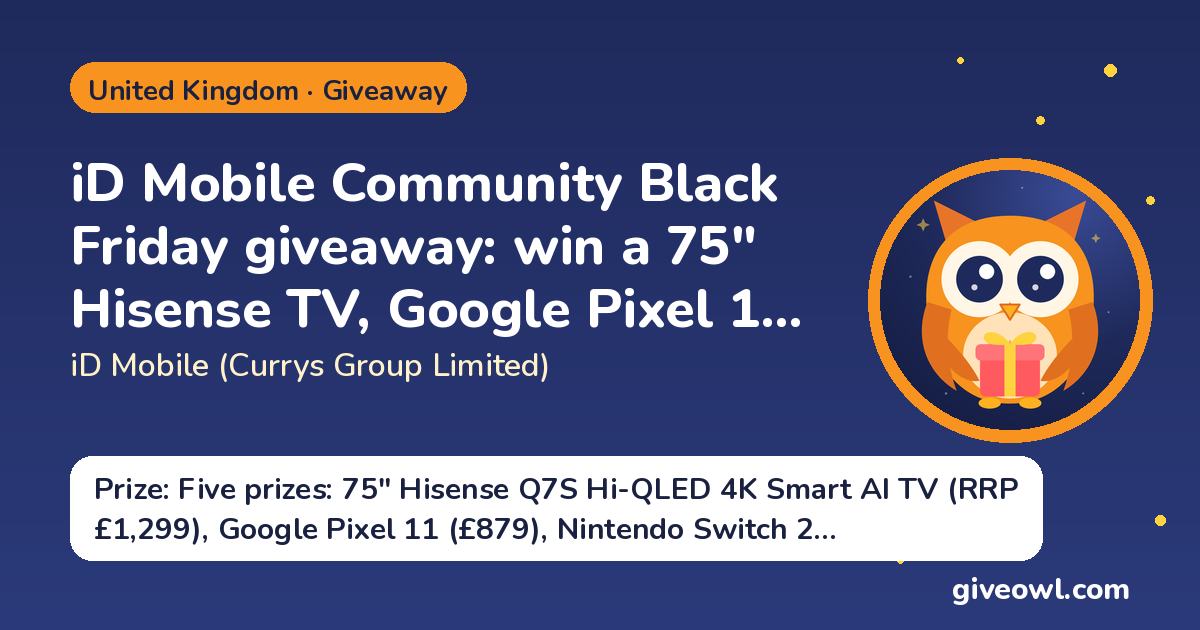 United Kingdom · Giveaway
iD Mobile Community Black
Friday giveaway: win a 75"
Hisense TV, Google Pixel 1...
iD Mobile (Currys Group Limited)
Prize: Five prizes: 75" Hisense Q7S Hi-QLED 4K Smart AI TV (RRP
£1,299), Google Pixel 11 (£879), Nintendo Switch 2...
giveowl.com